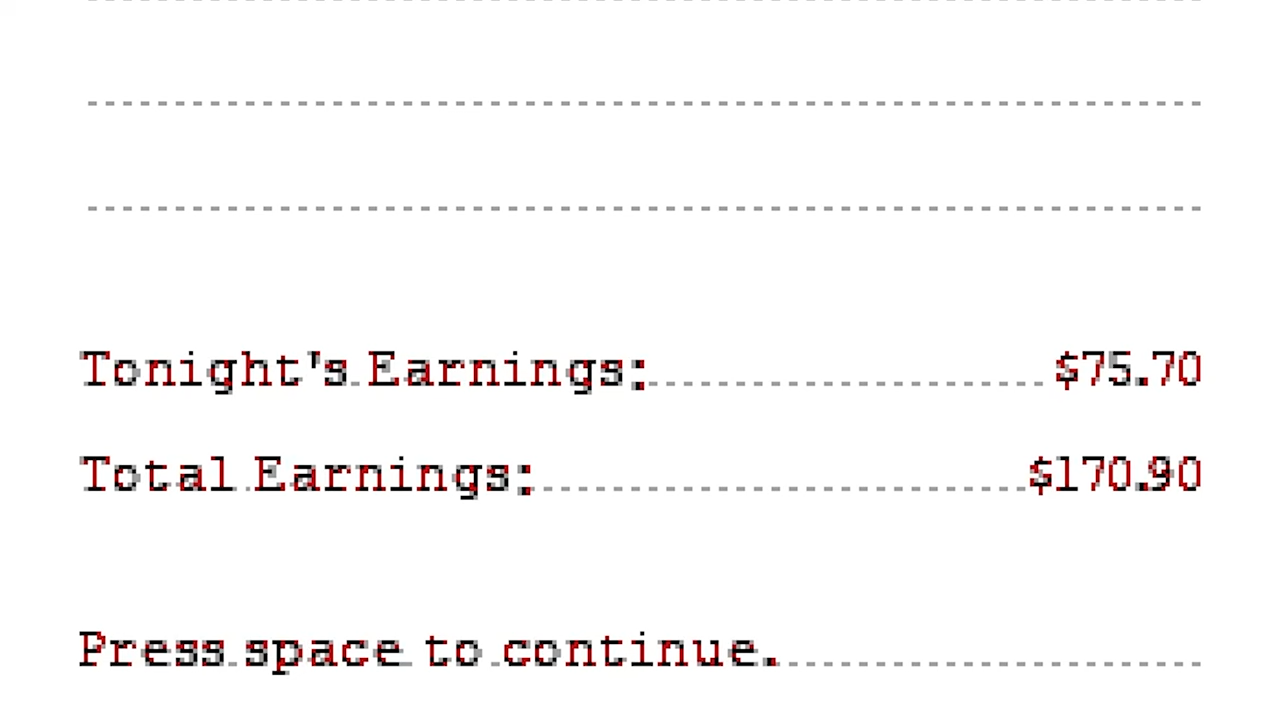 Tonight's Earnings: $75.70
Total Earnings: $170.90
Press space to continue.